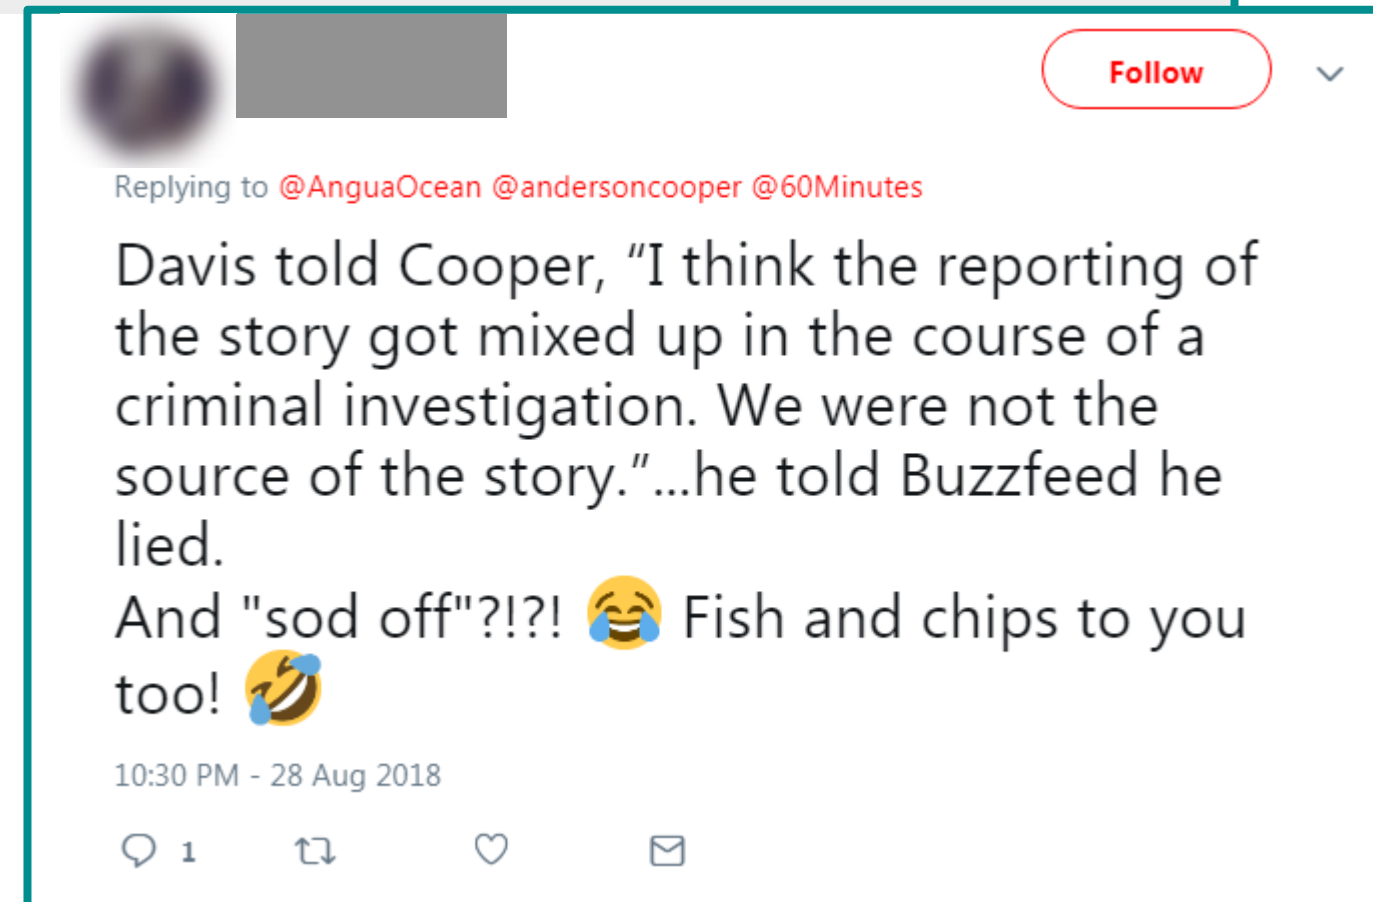 Follow
Replying to @AnguaOcean @andersoncooper @60Minutes
Davis told Cooper, “I think the reporting of
the story got mixed up in the course of a
criminal investigation. We were not the
source of the story.”...he told Buzzfeed he
lied.
And "sod off"?!?! 😂 Fish and chips to you
too! 🤣
10:30 PM - 28 Aug 2018
1